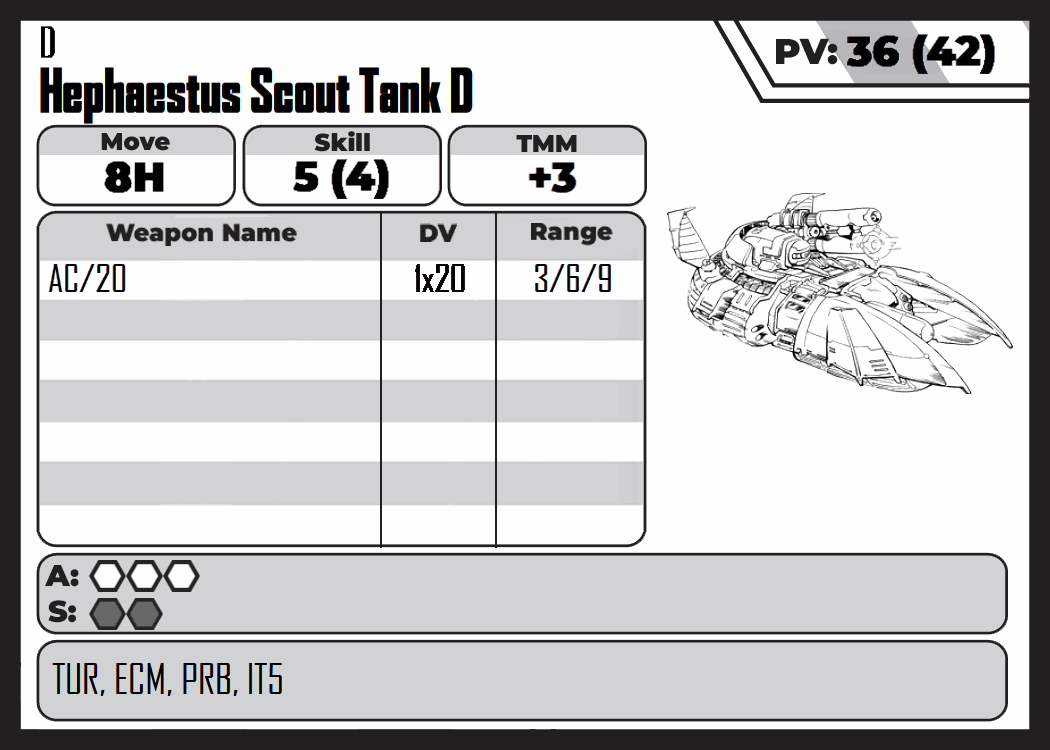 D
Hephaestus Scout Tank D
PV: 36 (42)
Move Skill TMM
8H 5 (4) +3
Weapon Name DV Range
AC/20 1x20 3/6/9
A:
S:
TUR, ECM, PRB, IT5